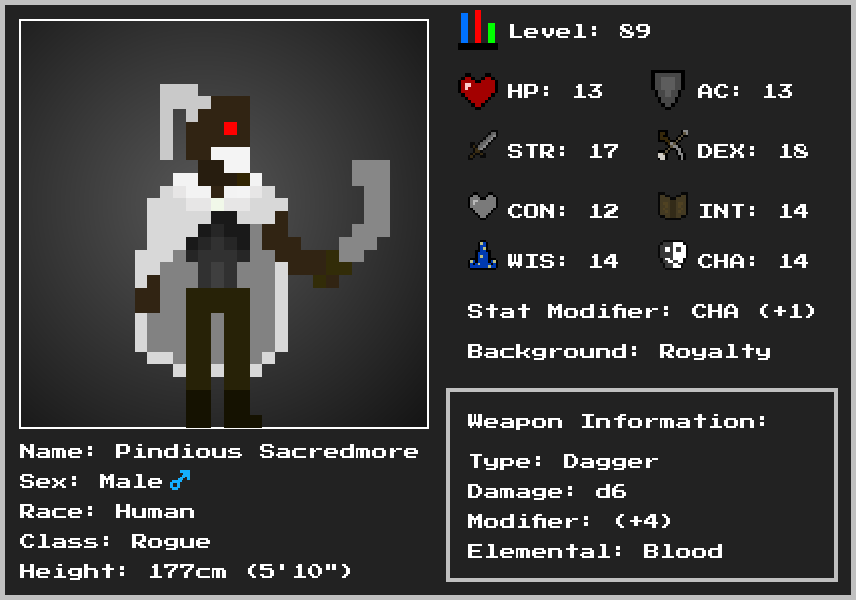 Level: 89
HP: 13 AC: 13
STR: 17 DEX: 18
CON: 12 INT: 14
WIS: 14 CHA: 14
Stat Modifier: CHA (+1)
Background: Royalty
Weapon Information:
Type: Dagger
Damage: d6
Modifier: (+4)
Elemental: Blood
Name: Pindious Sacredmore
Sex: Male ♂
Race: Human
Class: Rogue
Height: 177cm (5'10")